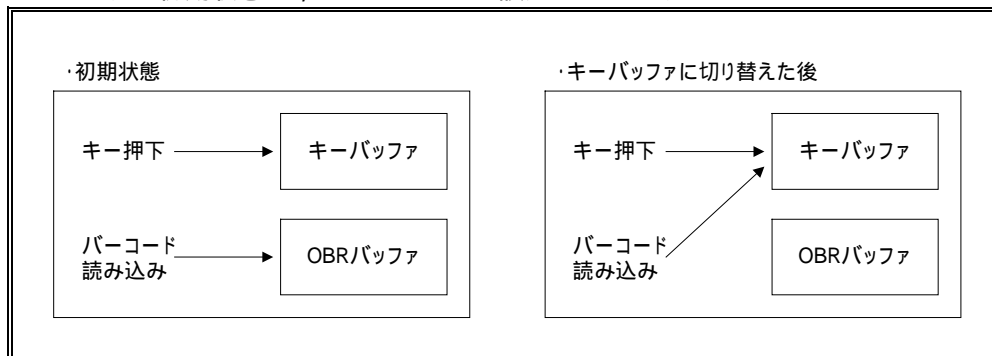 ・初期状態
キー押下
キーバッファ
バーコード
読み込み
OBRバッファ
・キーバッファに切り替えた後
キー押下
キーバッファ
バーコード
読み込み
OBRバッファ